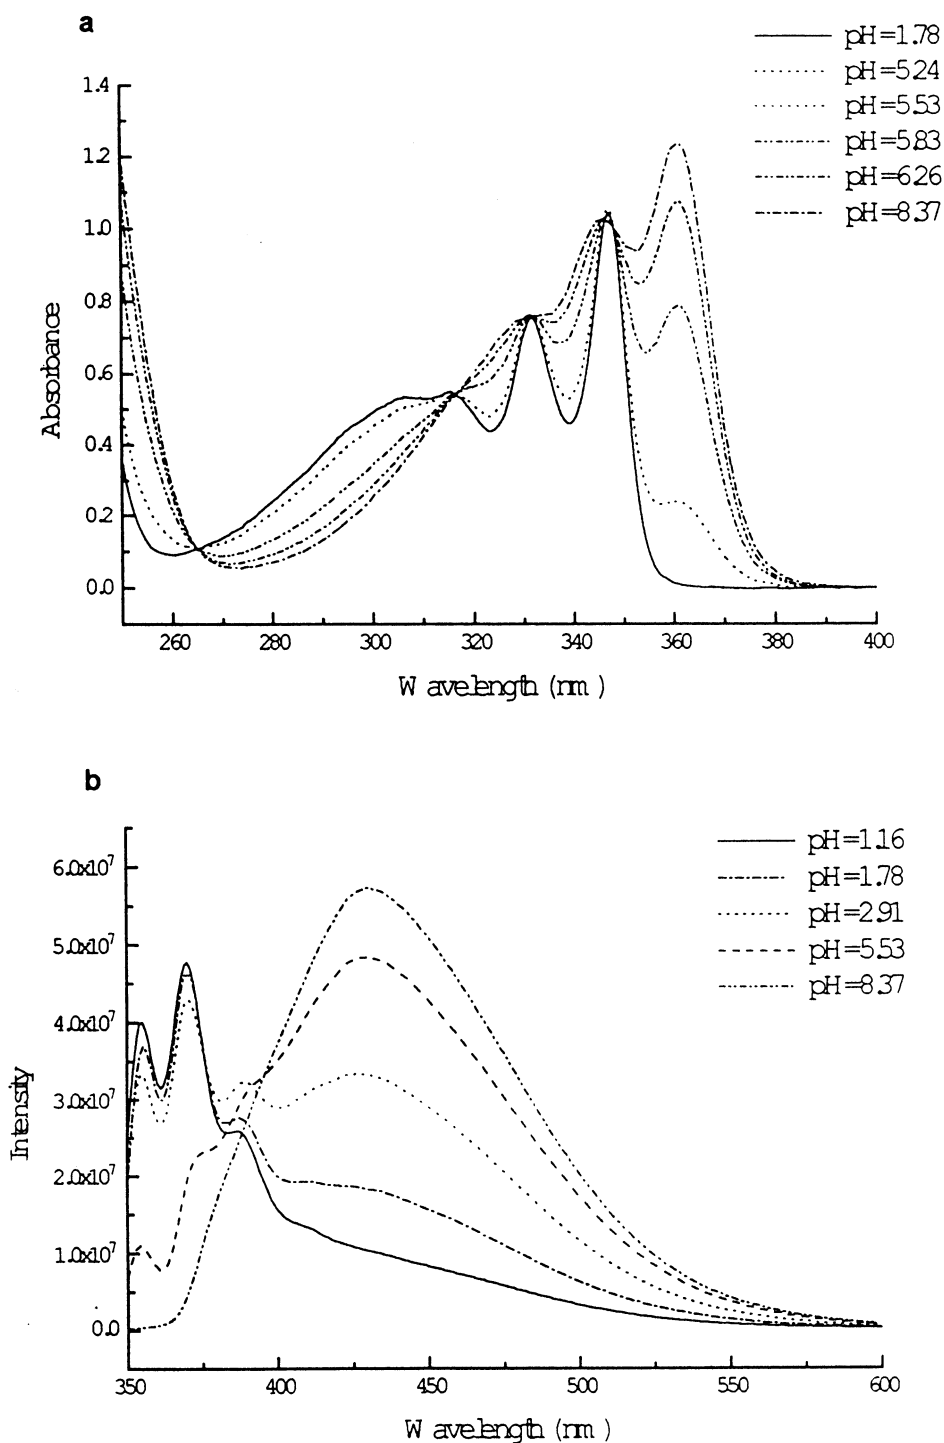 a
pH=1.78
pH=5.24
pH=5.53
pH=5.83
pH=6.26
pH=8.37
1.4
1.2
1.0
0.8
0.6
0.4
0.2
0.0
Absorbance
260 280 300 320 340 360 380 400
Wavelength (nm)
b
pH=1.16
pH=1.78
pH=2.91
pH=5.53
pH=8.37
6.0x10⁷
5.0x10⁷
4.0x10⁷
3.0x10⁷
2.0x10⁷
1.0x10⁷
0.0
Intensity
350 400 450 500 550 600
Wavelength (nm)